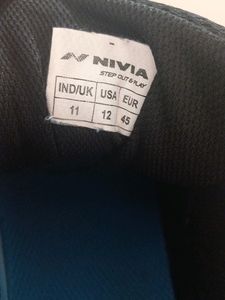 NIVIA
STEP OUT & PLAY
IND/UK USA EUR
11 12 45